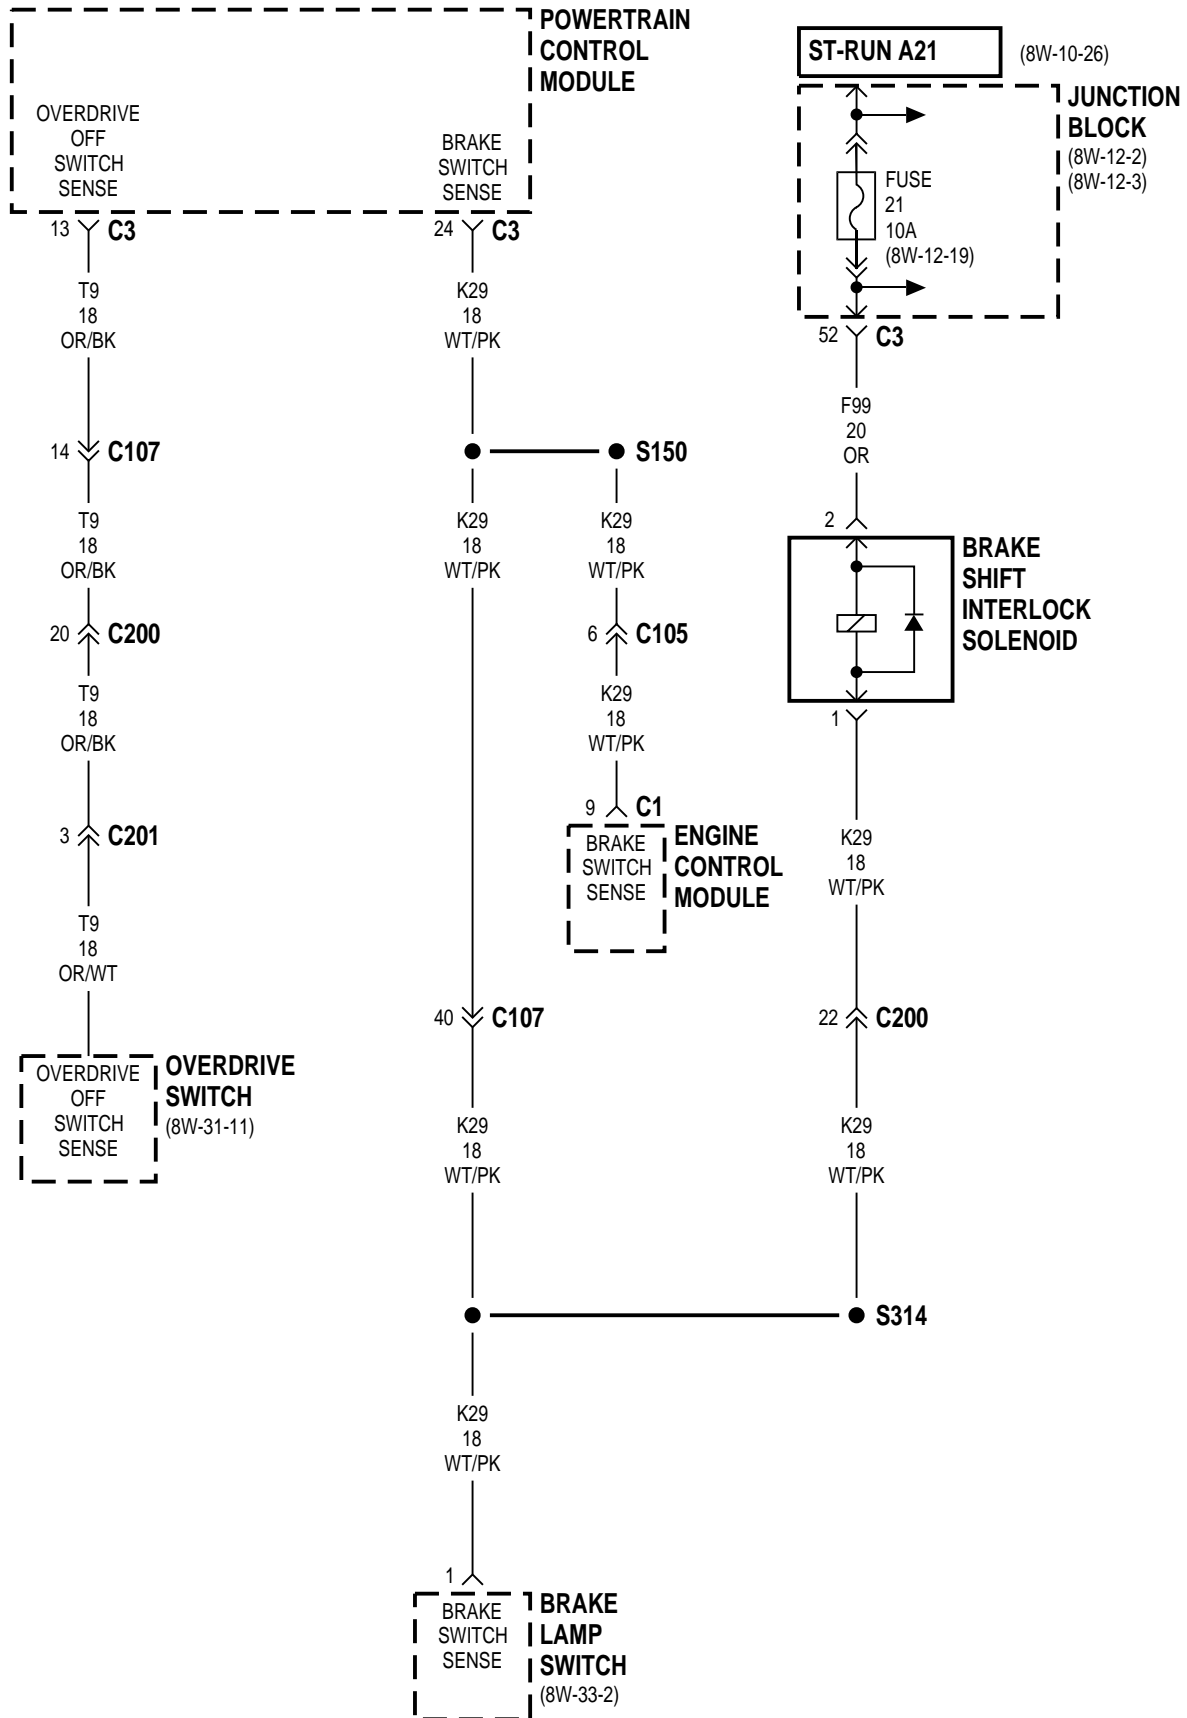 POWERTRAIN
CONTROL
MODULE
OVERDRIVE
OFF
SWITCH
SENSE
BRAKE
SWITCH
SENSE
ST-RUN A21
(8W-10-26)
JUNCTION
BLOCK
(8W-12-2)
(8W-12-3)
FUSE
21
10A
(8W-12-19)
13 C3
24 C3
52 C3
T9
18
OR/BK
K29
18
WT/PK
F99
20
OR
14 C107
S150
T9
18
OR/BK
K29
18
WT/PK
K29
18
WT/PK
2
BRAKE
SHIFT
INTERLOCK
SOLENOID
20 C200
6 C105
T9
18
OR/BK
K29
18
WT/PK
1
3 C201
9 C1
BRAKE
SWITCH
SENSE
ENGINE
CONTROL
MODULE
K29
18
WT/PK
T9
18
OR/WT
40 C107
22 C200
OVERDRIVE
OFF
SWITCH
SENSE
OVERDRIVE
SWITCH
(8W-31-11)
K29
18
WT/PK
K29
18
WT/PK
S314
K29
18
WT/PK
1
BRAKE
SWITCH
SENSE
BRAKE
LAMP
SWITCH
(8W-33-2)